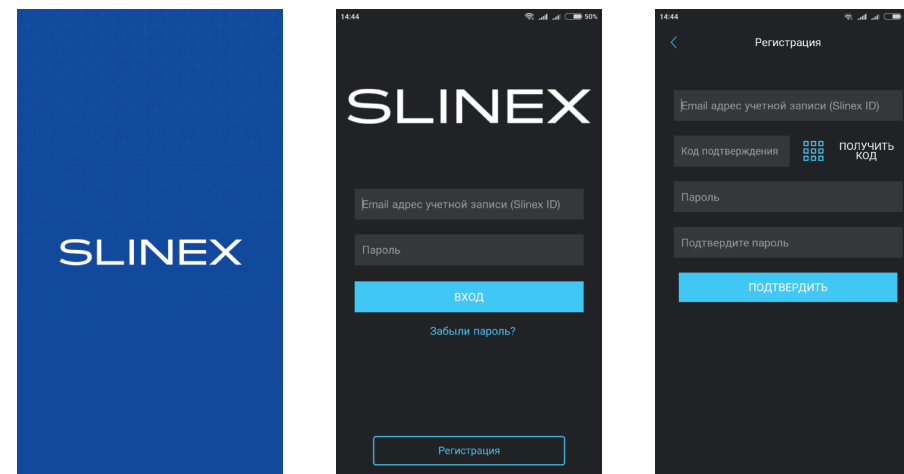 SLINEX
14:44
50%
SLINEX
Email адрес учетной записи (Slinex ID)
Пароль
ВХОД
Забыли пароль?
Регистрация
14:44
Регистрация
Email адрес учетной записи (Slinex ID)
Код подтверждения
ПОЛУЧИТЬ
КОД
Пароль
Подтвердите пароль
ПОДТВЕРДИТЬ